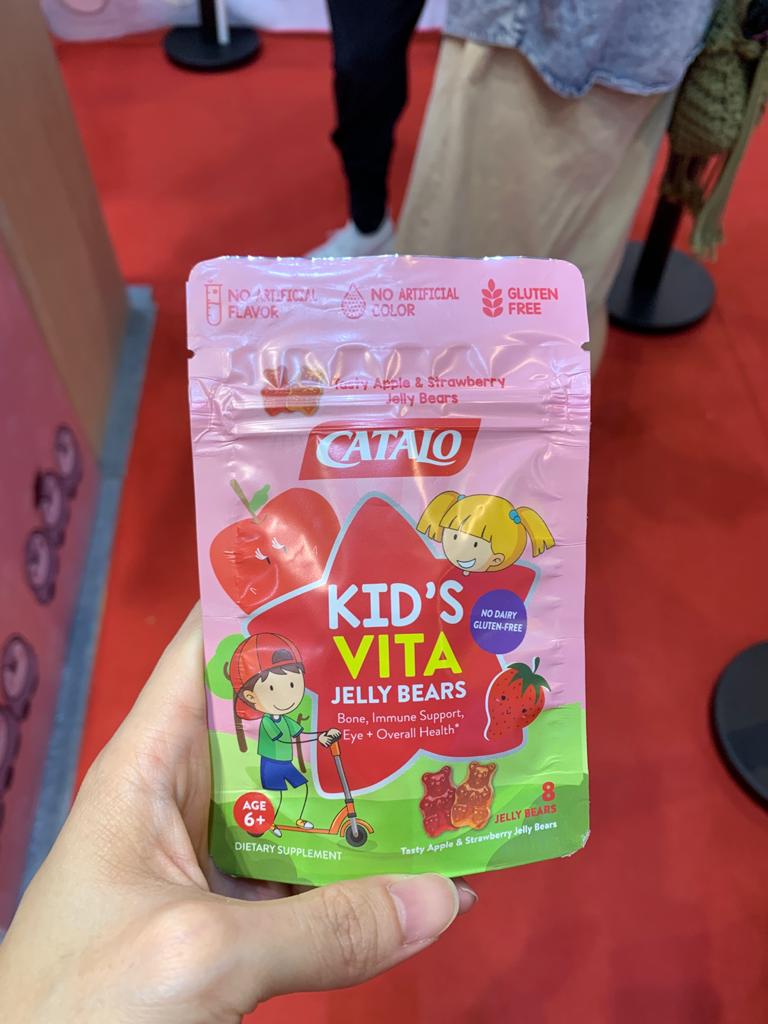 NO ARTIFICIAL
FLAVOR
NO ARTIFICIAL
COLOR
GLUTEN
FREE
Tasty Apple & Strawberry
Jelly Bears
CATALO
KID'S
VITA
JELLY BEARS
Bone, Immune Support,
Eye + Overall Health*
NO DAIRY
GLUTEN-FREE
AGE
6+
DIETARY SUPPLEMENT
8
JELLY BEARS
Tasty Apple & Strawberry Jelly Bears